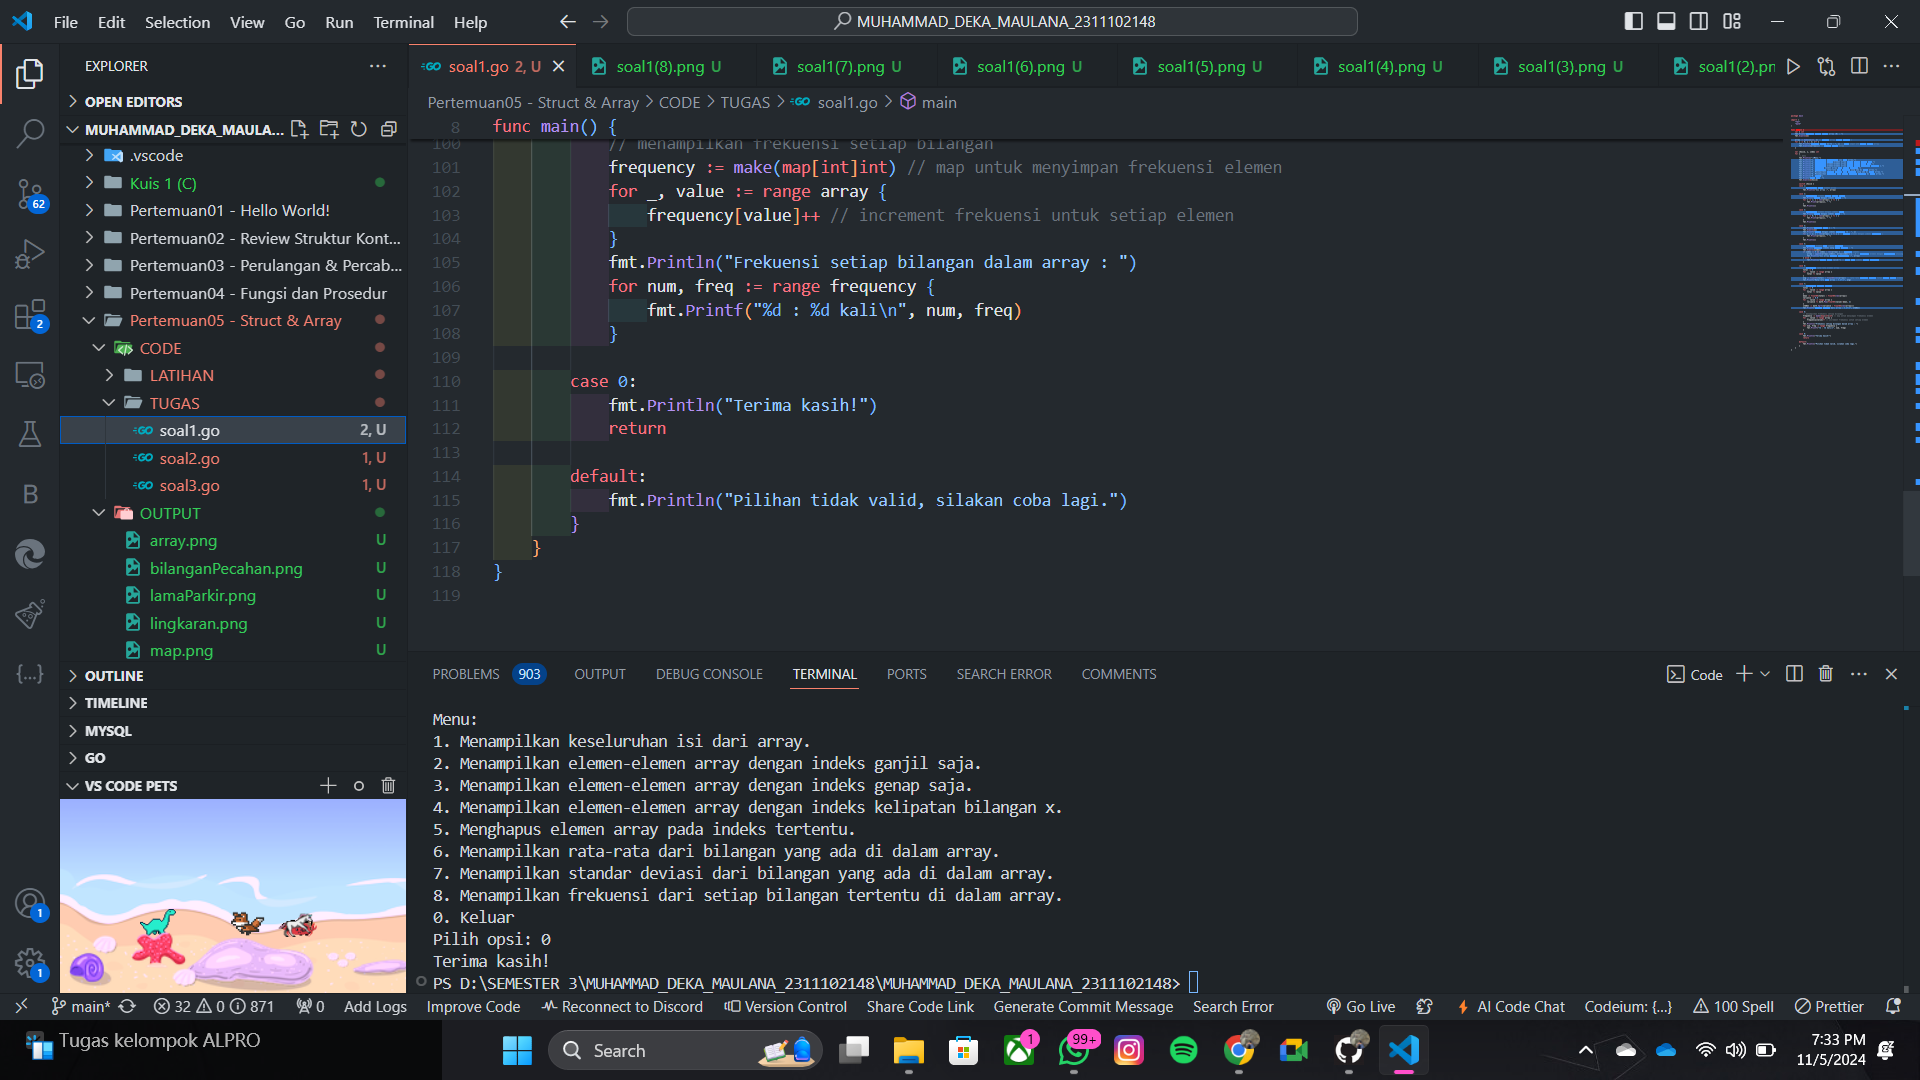 File Edit Selection View Go Run Terminal Help
MUHAMMAD_DEKA_MAULANA_2311102148
EXPLORER
OPEN EDITORS
MUHAMMAD_DEKA_MAULA...
.vscode
Kuis 1 (C)
Pertemuan01 - Hello World!
Pertemuan02 - Review Struktur Kont...
Pertemuan03 - Perulangan & Percab...
Pertemuan04 - Fungsi dan Prosedur
Pertemuan05 - Struct & Array
CODE
LATIHAN
TUGAS
soal1.go 2, U
soal2.go 1, U
soal3.go 1, U
OUTPUT
array.png U
bilanganPecahan.png U
lamaParkir.png U
lingkaran.png U
map.png U
OUTLINE
TIMELINE
MYSQL
GO
VS CODE PETS
62
2
B
1
1
soal1.go 2, U soal1(8).png U soal1(7).png U soal1(6).png U soal1(5).png U soal1(4).png U soal1(3).png U soal1(2).pn
Pertemuan05 - Struct & Array > CODE > TUGAS > soal1.go > main
8 func main() {
100 // menampilkan frekuensi setiap bilangan
101 frequency := make(map[int]int) // map untuk menyimpan frekuensi elemen
102 for _, value := range array {
103 frequency[value]++ // increment frekuensi untuk setiap elemen
104 }
105 fmt.Println("Frekuensi setiap bilangan dalam array : ")
106 for num, freq := range frequency {
107 fmt.Printf("%d : %d kali\n", num, freq)
108 }
109
110 case 0:
111 fmt.Println("Terima kasih!")
112 return
113
114 default:
115 fmt.Println("Pilihan tidak valid, silakan coba lagi.")
116 }
117 }
118 }
119
PROBLEMS 903 OUTPUT DEBUG CONSOLE TERMINAL PORTS SEARCH ERROR COMMENTS
Code
Menu:
1. Menampilkan keseluruhan isi dari array.
2. Menampilkan elemen-elemen array dengan indeks ganjil saja.
3. Menampilkan elemen-elemen array dengan indeks genap saja.
4. Menampilkan elemen-elemen array dengan indeks kelipatan bilangan x.
5. Menghapus elemen array pada indeks tertentu.
6. Menampilkan rata-rata dari bilangan yang ada di dalam array.
7. Menampilkan standar deviasi dari bilangan yang ada di dalam array.
8. Menampilkan frekuensi dari setiap bilangan tertentu di dalam array.
0. Keluar
Pilih opsi: 0
Terima kasih!
PS D:\SEMESTER 3\MUHAMMAD_DEKA_MAULANA_2311102148\MUHAMMAD_DEKA_MAULANA_2311102148>
main* 32 0 871 0 Add Logs Improve Code Reconnect to Discord Version Control Share Code Link Generate Commit Message Search Error Go Live AI Code Chat Codeium: {...} 100 Spell Prettier
Tugas kelompok ALPRO
Search
1
99+
7:33 PM
11/5/2024